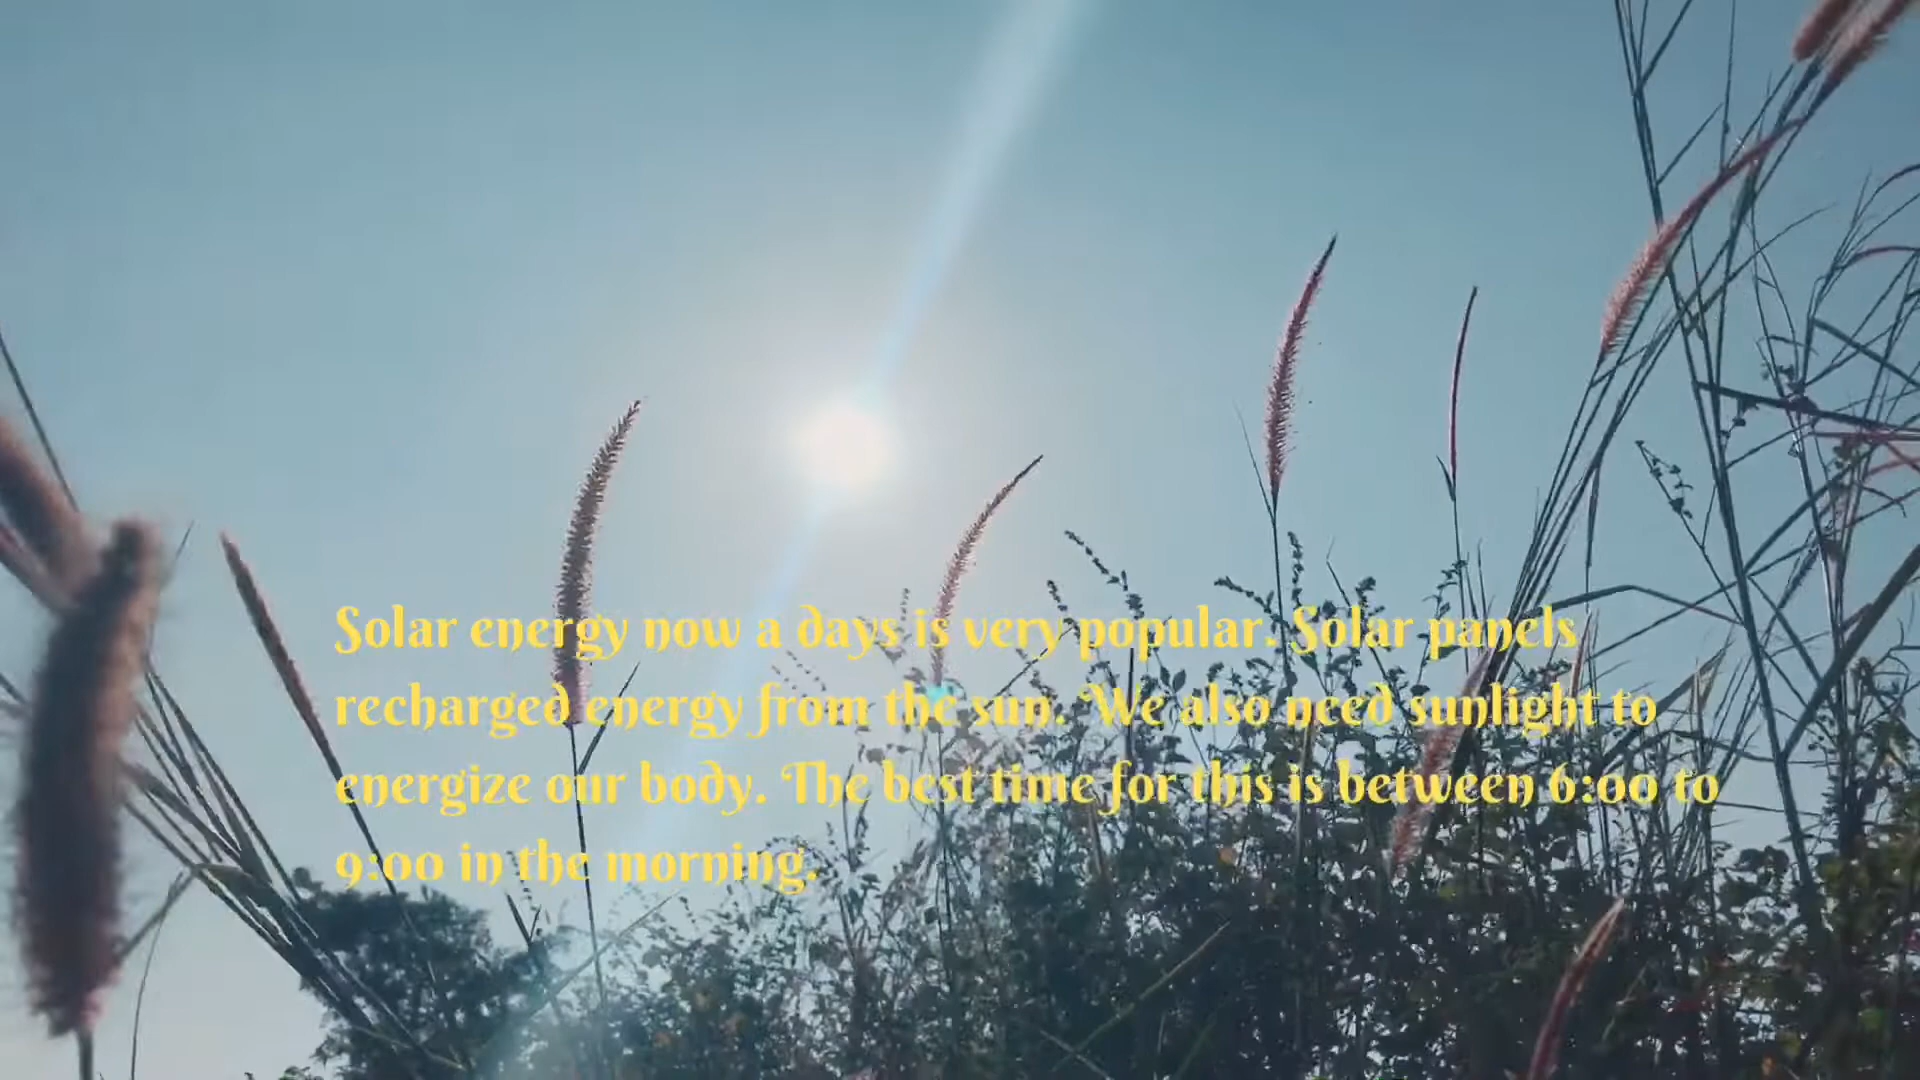 Solar energy now a days is very popular. Solar panels
recharged energy from the sun. We also need sunlight to
energize our body. The best time for this is between 6:00 to
9:00 in the morning.